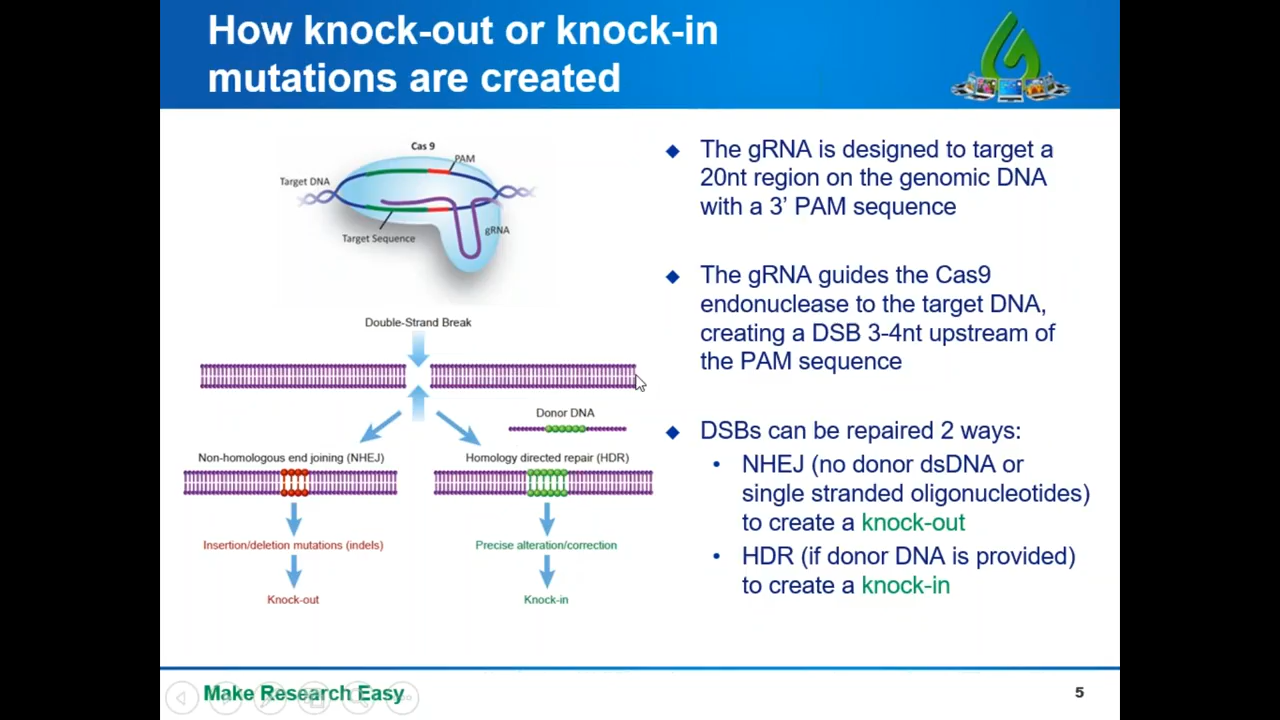 How knock-out or knock-in
mutations are created
Cas 9
PAM
Target DNA
gRNA
Target Sequence
Double-Strand Break
Donor DNA
Non-homologous end joining (NHEJ)
Homology directed repair (HDR)
Insertion/deletion mutations (indels)
Precise alteration/correction
Knock-out
Knock-in
The gRNA is designed to target a
20nt region on the genomic DNA
with a 3’ PAM sequence
The gRNA guides the Cas9
endonuclease to the target DNA,
creating a DSB 3-4nt upstream of
the PAM sequence
DSBs can be repaired 2 ways:
NHEJ (no donor dsDNA or
single stranded oligonucleotides)
to create a knock-out
HDR (if donor DNA is provided)
to create a knock-in
Make Research Easy
5